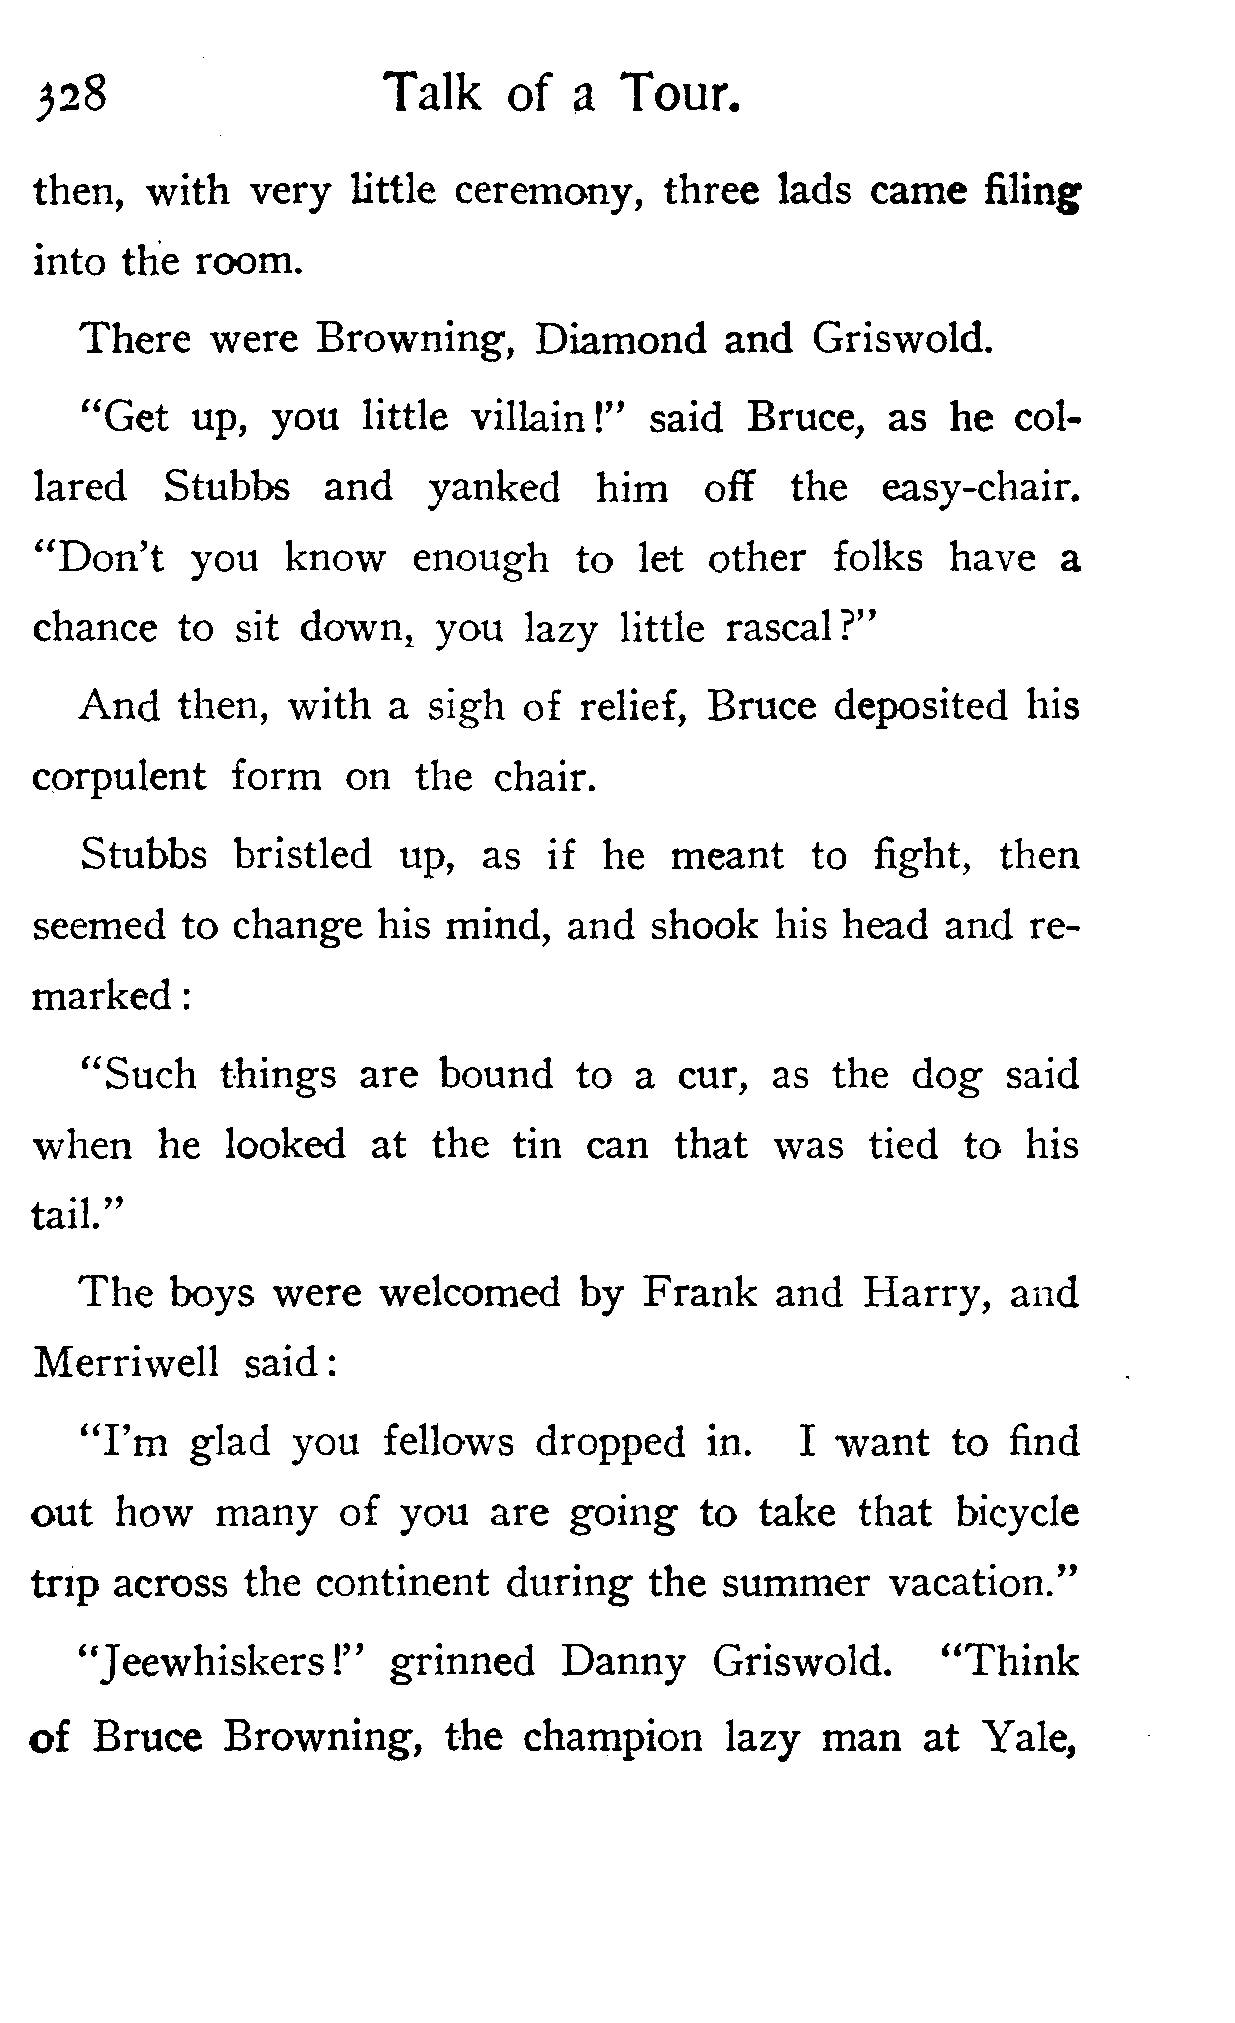 328 Talk of a Tour.
then, with very little ceremony, three lads came filing
into the room.
There were Browning, Diamond and Griswold.
"Get up, you little villain!" said Bruce, as he col-
lared Stubbs and yanked him off the easy-chair.
"Don't you know enough to let other folks have a
chance to sit down, you lazy little rascal?"
And then, with a sigh of relief, Bruce deposited his
corpulent form on the chair.
Stubbs bristled up, as if he meant to fight, then
seemed to change his mind, and shook his head and re-
marked:
"Such things are bound to a cur, as the dog said
when he looked at the tin can that was tied to his
tail."
The boys were welcomed by Frank and Harry, and
Merriwell said:
"I'm glad you fellows dropped in. I want to find
out how many of you are going to take that bicycle
trip across the continent during the summer vacation."
"Jeewhiskers!" grinned Danny Griswold. "Think
of Bruce Browning, the champion lazy man at Yale,